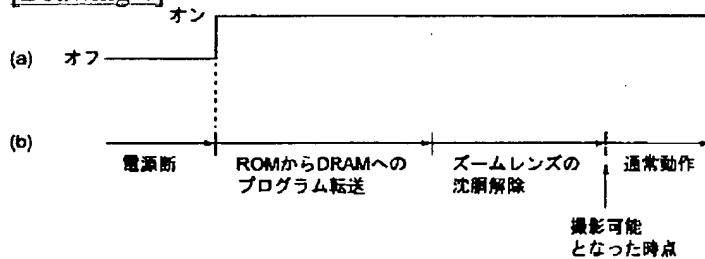 オン
(a) オフ
(b)
電源断
ROMからDRAMへの
プログラム転送
ズームレンズの
沈胴解除
通常動作
撮影可能
となった時点